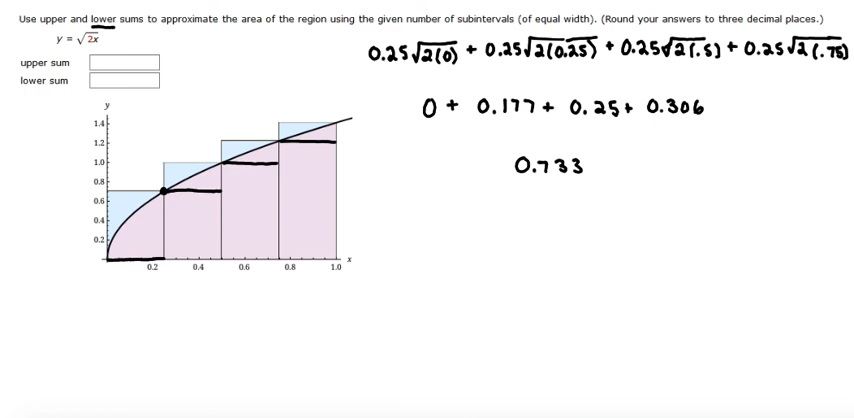 Use upper and lower sums to approximate the area of the region using the given number of subintervals (of equal width). (Round your answers to three decimal places.)
y = √2x
upper sum
lower sum
0.25√2(0) + 0.25√2(0.25) + 0.25√2(.5) + 0.25√2(.75)
0 + 0.177 + 0.25 + 0.306
0.733
y
1.4
1.2
1.0
0.8
0.6
0.4
0.2
x
0.2 0.4 0.6 0.8 1.0